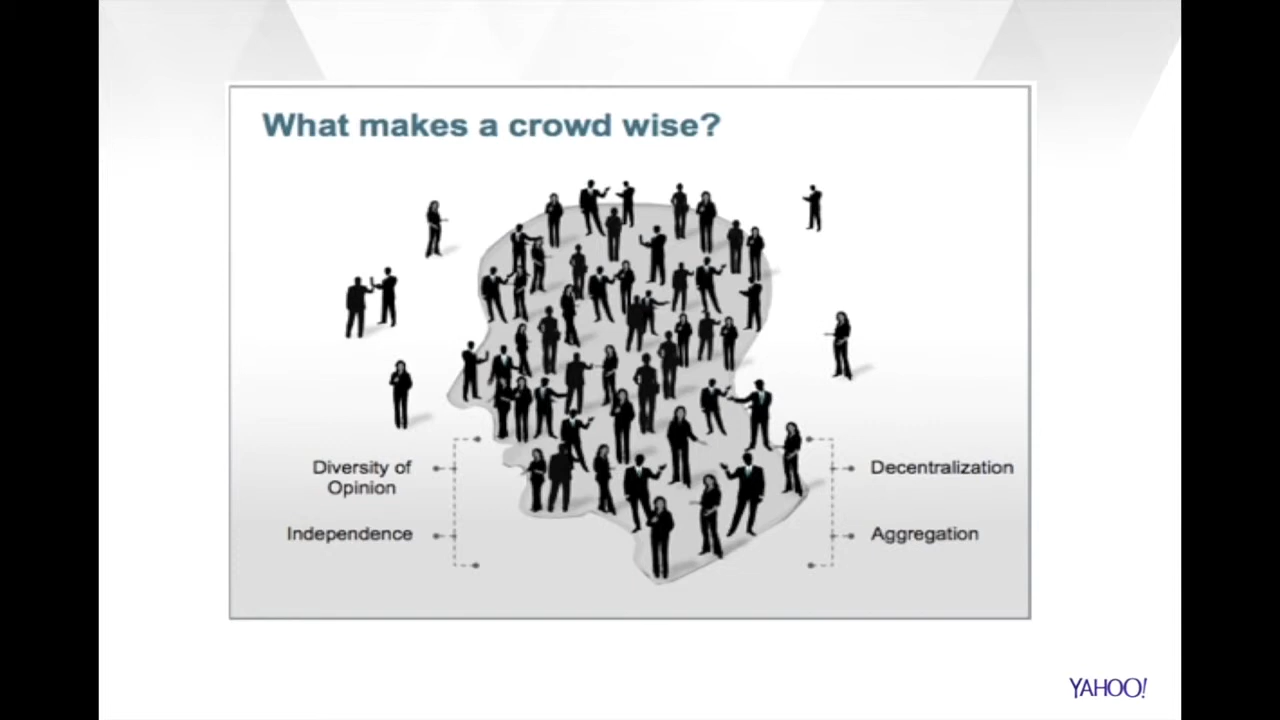 What makes a crowd wise?
Diversity of
Opinion
Independence
Decentralization
Aggregation
YAHOO!